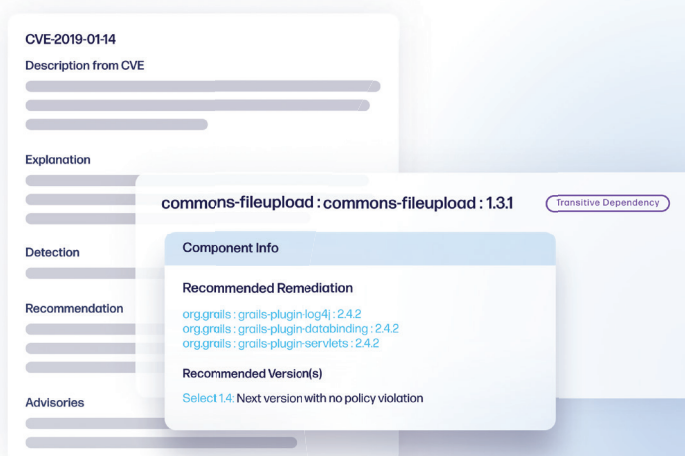 CVE-2019-01-14
Description from CVE
Explanation
Detection
Recommendation
Advisories
commons-fileupload : commons-fileupload : 1.3.1
Transitive Dependency
Component Info
Recommended Remediation
org.grails : grails-plugin-log4j : 2.4.2
org.grails : grails-plugin-databinding : 2.4.2
org.grails : grails-plugin-servlets : 2.4.2
Recommended Version(s)
Select 1.4: Next version with no policy violation